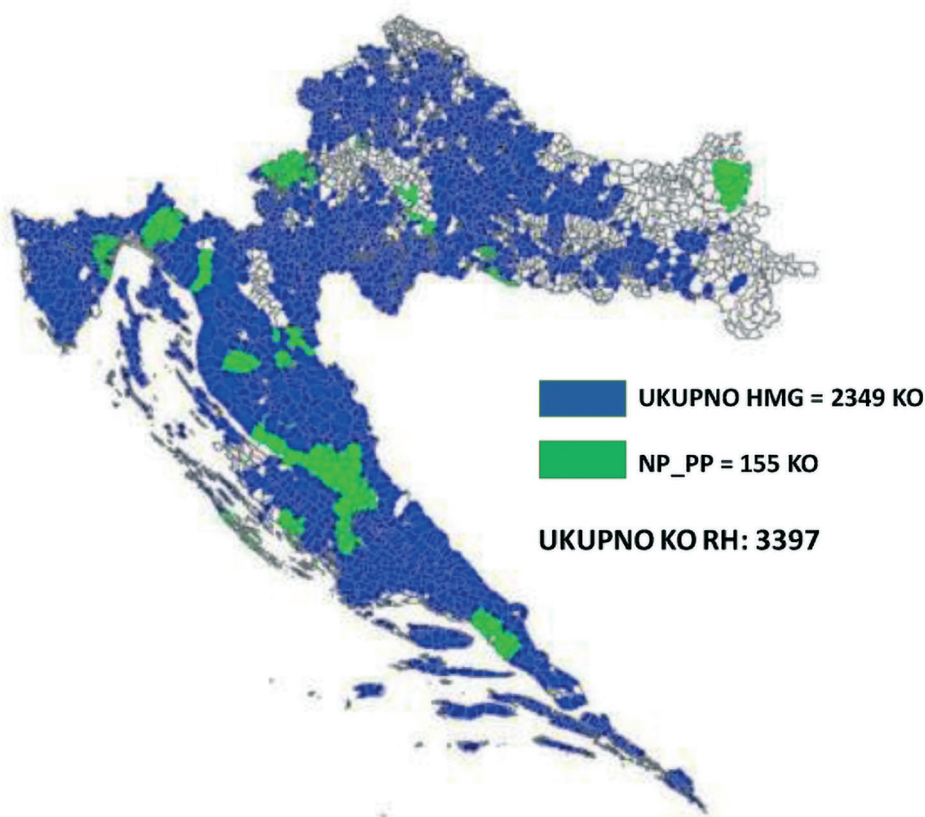 UKUPNO HMG = 2349 KO
NP_PP = 155 KO
UKUPNO KO RH: 3397